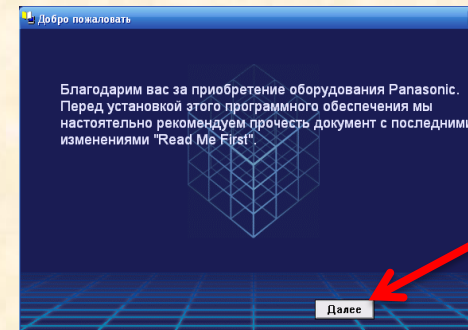 Добро пожаловать
Благодарим вас за приобретение оборудования Panasonic.
Перед установкой этого программного обеспечения мы
настоятельно рекомендуем прочесть документ с последними
изменениями "Read Me First".
Далее